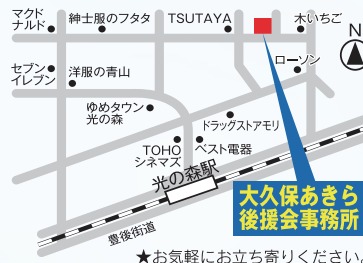 マクド
ナルド
紳士服のフタタ
TSUTAYA
木いちご
N
セブン
イレブン
洋服の青山
ローソン
ゆめタウン
光の森
ドラッグストアモリ
TOHO
シネマズ
ベスト電器
光の森駅
大久保あきら
後援会事務所
豊後街道
★お気軽にお立ち寄りください。